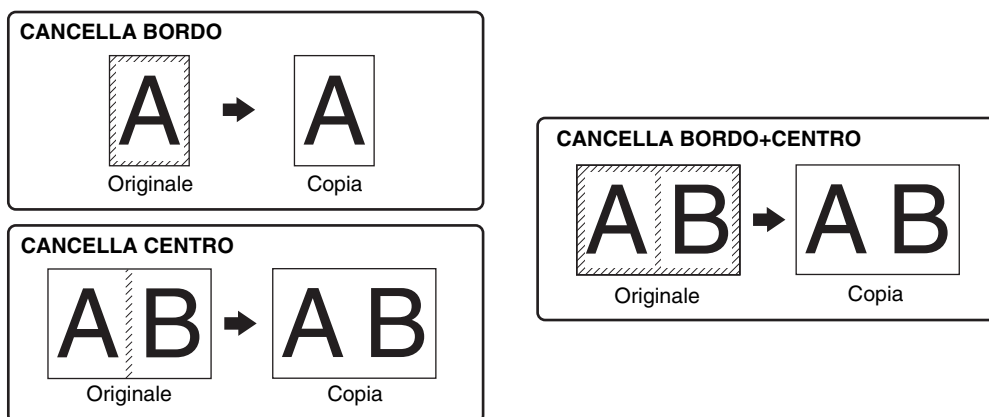 CANCELLA BORDO
A A
Originale Copia
CANCELLA CENTRO
A B A B
Originale Copia
CANCELLA BORDO+CENTRO
A B A B
Originale Copia